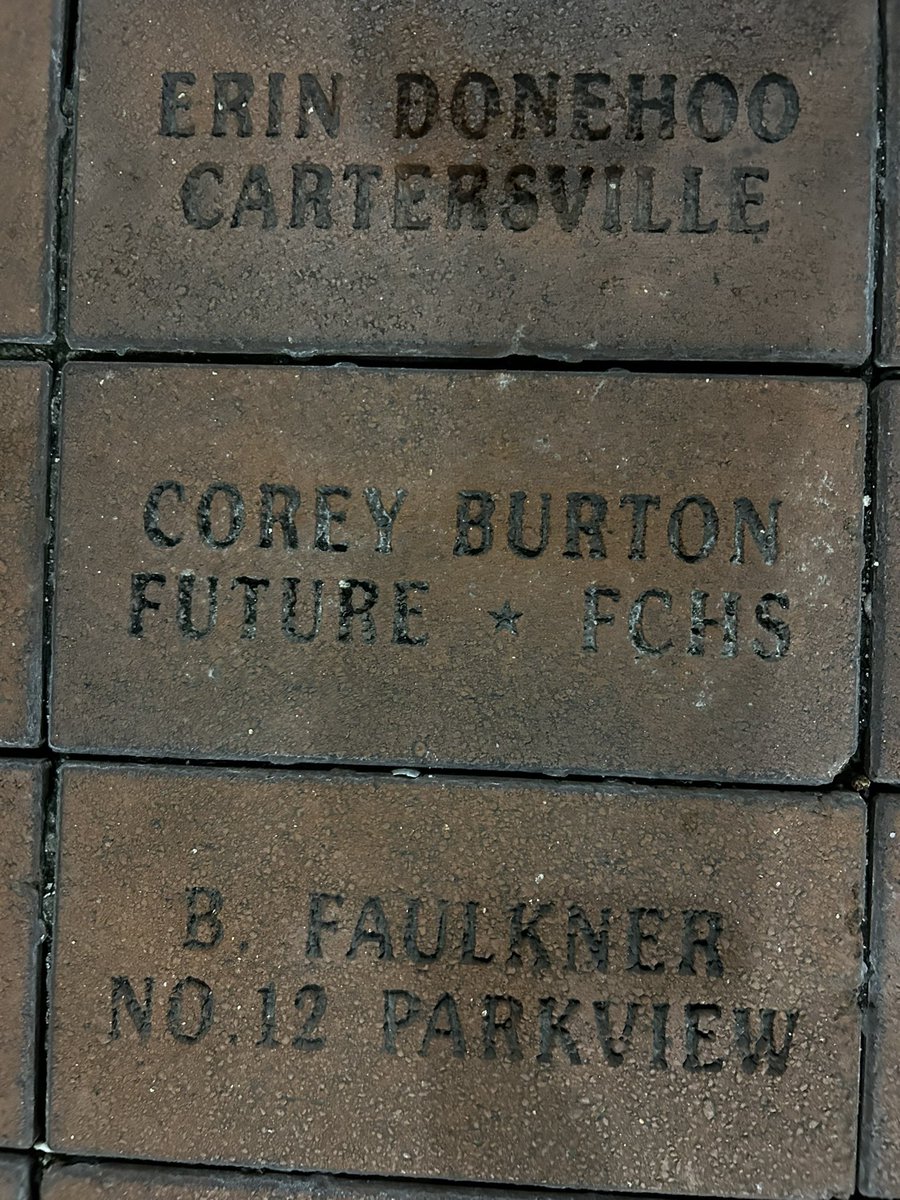 ERIN DONEHOO
CARTERSVILLE
COREY BURTON
FUTURE ★ FCHS
B. FAULKNER
NO.12 PARKVIEW